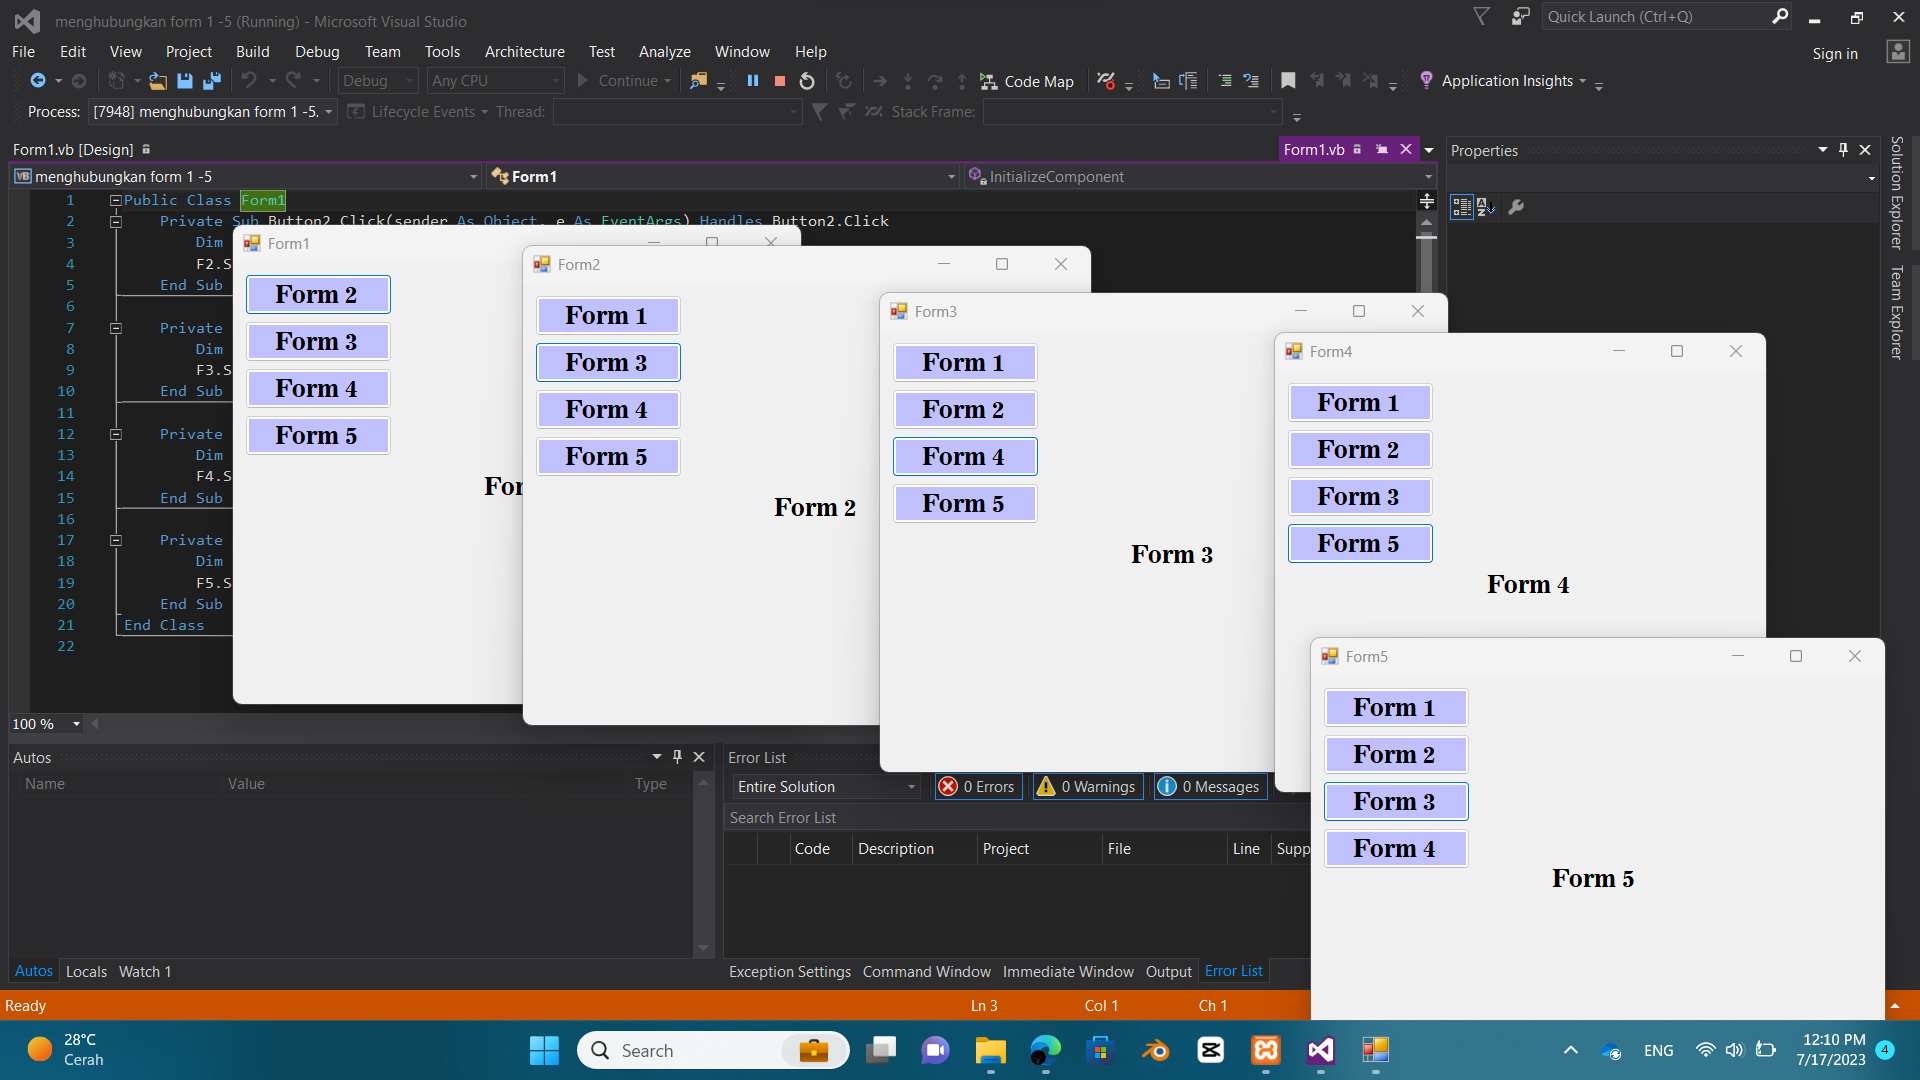 menghubungkan form 1 -5 (Running) - Microsoft Visual Studio
Quick Launch (Ctrl+Q)
File Edit View Project Build Debug Team Tools Architecture Test Analyze Window Help
Sign in
Debug Any CPU Continue Code Map Application Insights
Process: [7948] menghubungkan form 1 -5. Lifecycle Events Thread: Stack Frame:
Form1.vb [Design] Form1.vb
menghubungkan form 1 -5 Form1 InitializeComponent
1 Public Class Form1
2 Private Sub Button2_Click(sender As Object, e As EventArgs) Handles Button2.Click
3 Dim
4 F2.S
5 End Sub
6
7 Private
8 Dim
9 F3.S
10 End Sub
11
12 Private
13 Dim
14 F4.S
15 End Sub
16
17 Private
18 Dim
19 F5.S
20 End Sub
21 End Class
22
100 %
Form1
Form 2
Form 3
Form 4
Form 5
For
Form2
Form 1
Form 3
Form 4
Form 5
Form 2
Form3
Form 1
Form 2
Form 4
Form 5
Form 3
Form4
Form 1
Form 2
Form 3
Form 5
Form 4
Form5
Form 1
Form 2
Form 3
Form 4
Form 5
Properties
Solution Explorer
Team Explorer
Autos
Name Value Type
Autos Locals Watch 1
Error List
Entire Solution 0 Errors 0 Warnings 0 Messages
Search Error List
Code Description Project File Line Supp
Exception Settings Command Window Immediate Window Output Error List
Ready Ln 3 Col 1 Ch 1
28°C
Cerah
Search
ENG
12:10 PM
7/17/2023
4